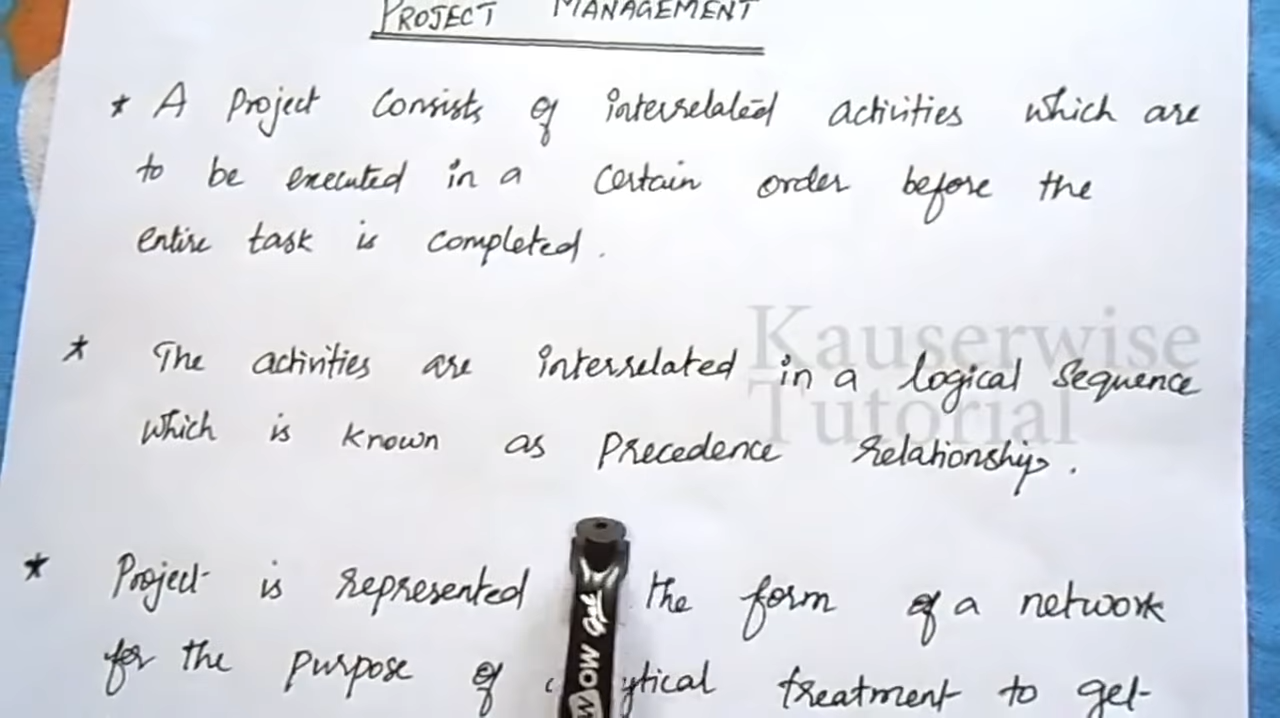 PROJECT MANAGEMENT
* A Project Consists of interrelated activities which are
to be executed in a Certain order before the
entire task is completed.
* The activities are interrelated in a logical Sequence
which is known as Precedence relationship.
* Project is represented the form of a network
for the purpose of treatment to get
Kauserwise
Tutorial
WOW